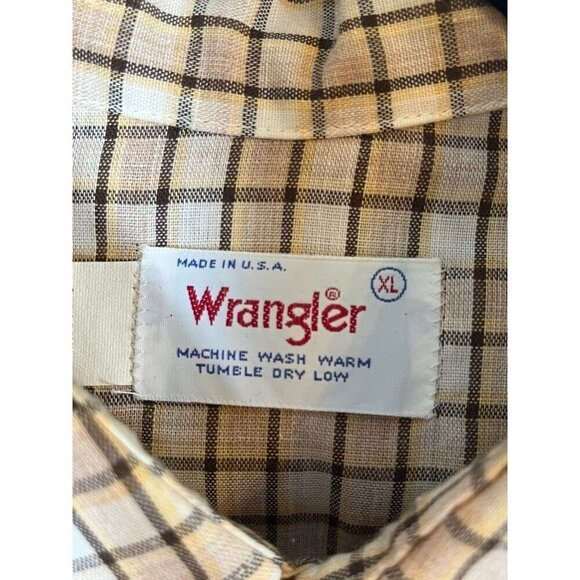 MADE IN U.S.A.
XL
Wrangler®
MACHINE WASH WARM
TUMBLE DRY LOW